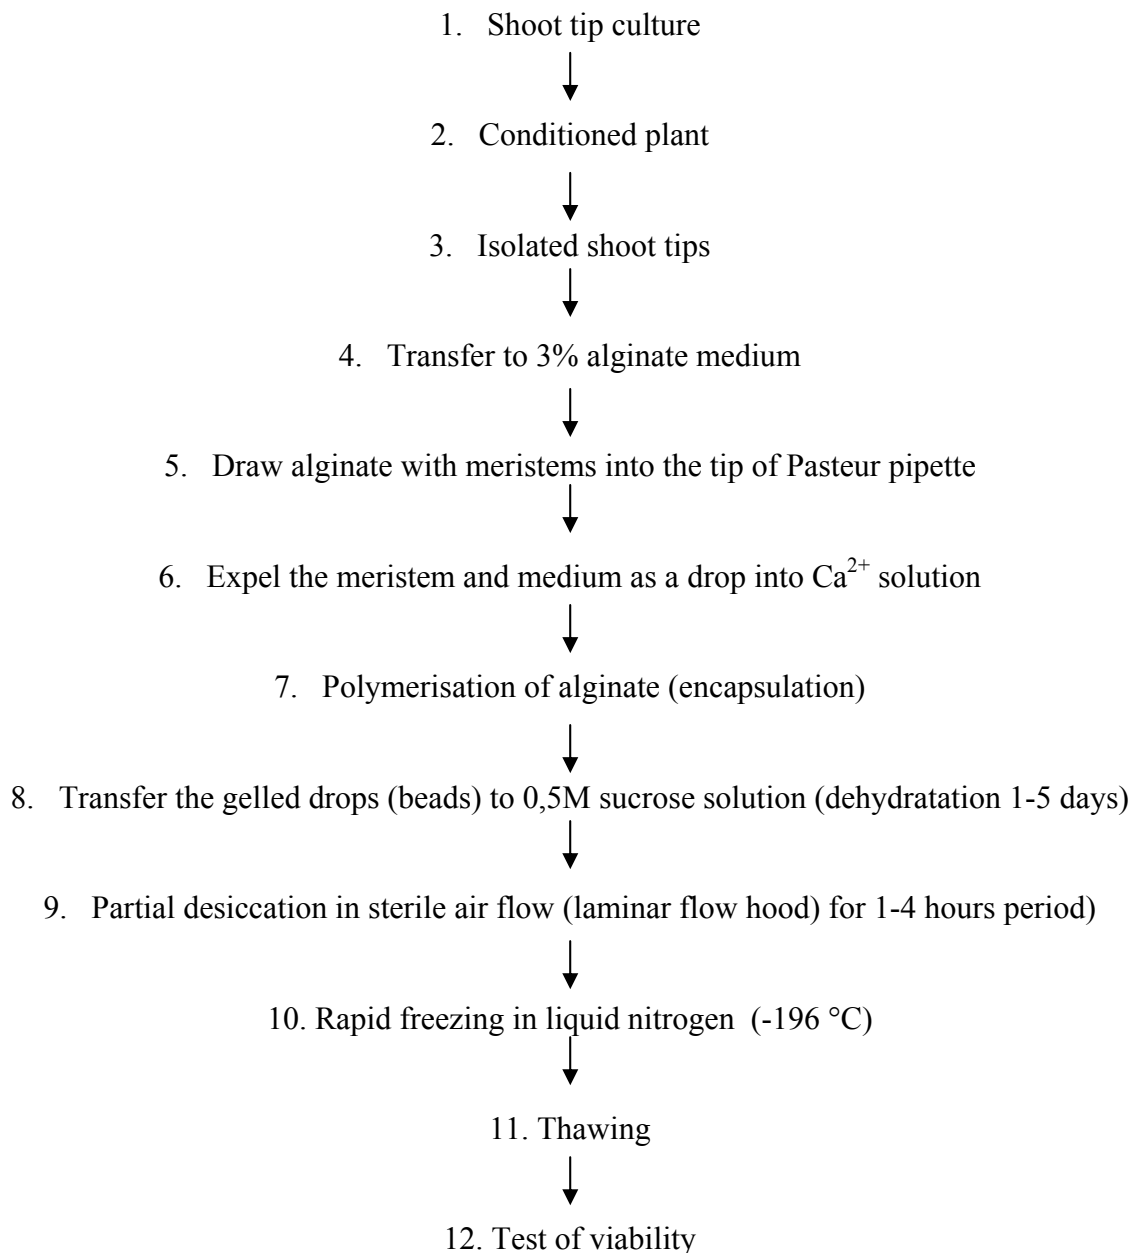 1. Shoot tip culture
2. Conditioned plant
3. Isolated shoot tips
4. Transfer to 3% alginate medium
5. Draw alginate with meristems into the tip of Pasteur pipette
6. Expel the meristem and medium as a drop into Ca²⁺ solution
7. Polymerisation of alginate (encapsulation)
8. Transfer the gelled drops (beads) to 0,5M sucrose solution (dehydratation 1-5 days)
9. Partial desiccation in sterile air flow (laminar flow hood) for 1-4 hours period)
10. Rapid freezing in liquid nitrogen (-196 °C)
11. Thawing
12. Test of viability